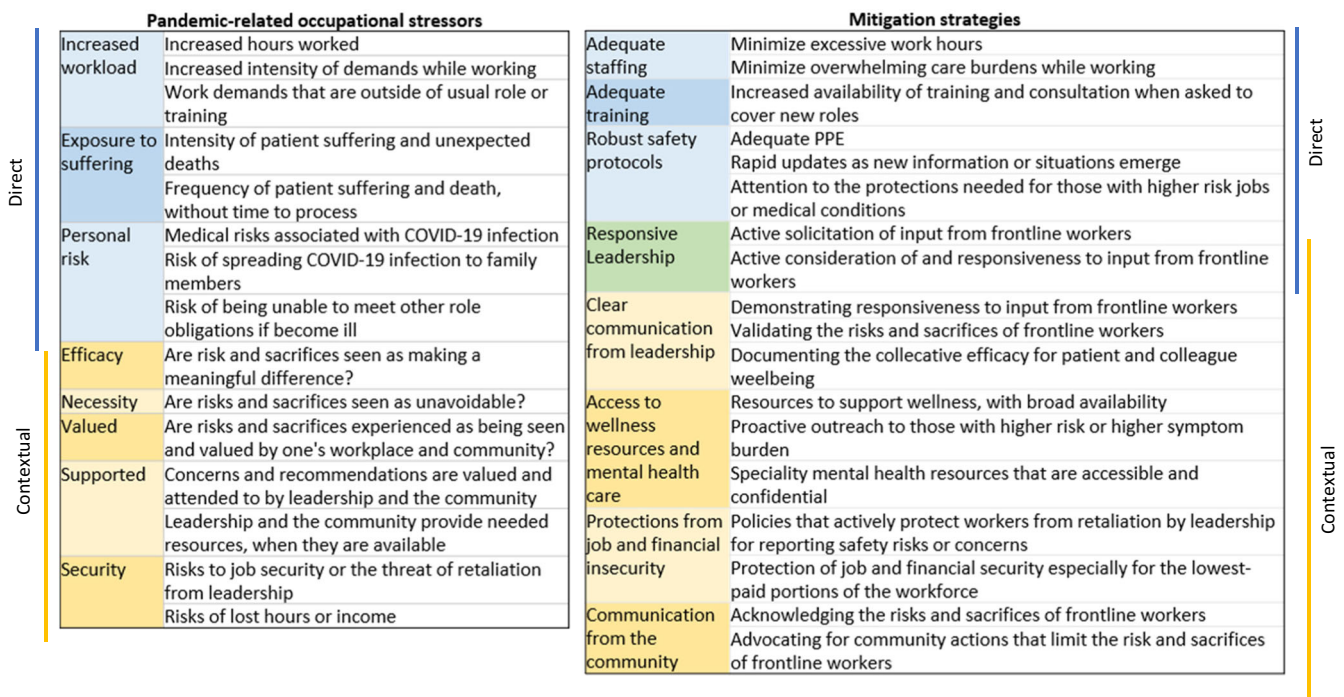 Pandemic-related occupational stressors
Direct
Contextual
Increased
workload
Increased hours worked
Increased intensity of demands while working
Work demands that are outside of usual role or
training
Exposure to
suffering
Intensity of patient suffering and unexpected
deaths
Frequency of patient suffering and death,
without time to process
Personal
risk
Medical risks associated with COVID-19 infection
Risk of spreading COVID-19 infection to family
members
Risk of being unable to meet other role
obligations if become ill
Efficacy
Are risk and sacrifices seen as making a
meaningful difference?
Necessity
Are risks and sacrifices seen as unavoidable?
Valued
Are risks and sacrifices experienced as being seen
and valued by one's workplace and community?
Supported
Concerns and recommendations are valued and
attended to by leadership and the community
Leadership and the community provide needed
resources, when they are available
Security
Risks to job security or the threat of retaliation
from leadership
Risks of lost hours or income
Mitigation strategies
Adequate
staffing
Minimize excessive work hours
Minimize overwhelming care burdens while working
Adequate
training
Increased availability of training and consultation when asked to
cover new roles
Robust safety
protocols
Adequate PPE
Rapid updates as new information or situations emerge
Attention to the protections needed for those with higher risk jobs
or medical conditions
Responsive
Leadership
Active solicitation of input from frontline workers
Active consideration of and responsiveness to input from frontline
workers
Clear
communication
from leadership
Demonstrating responsiveness to input from frontline workers
Validating the risks and sacrifices of frontline workers
Documenting the collecative efficacy for patient and colleague
weelbeing
Access to
wellness
resources and
mental health
care
Resources to support wellness, with broad availability
Proactive outreach to those with higher risk or higher symptom
burden
Speciality mental health resources that are accessible and
confidential
Protections from
job and financial
insecurity
Policies that actively protect workers from retaliation by leadership
for reporting safety risks or concerns
Protection of job and financial security especially for the lowest-
paid portions of the workforce
Communication
from the
community
Acknowledging the risks and sacrifices of frontline workers
Advocating for community actions that limit the risk and sacrifices
of frontline workers
Direct
Contextual